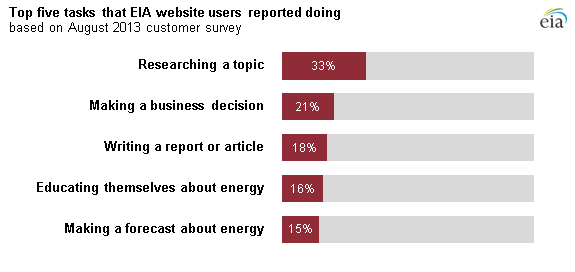 Top five tasks that EIA website users reported doing
based on August 2013 customer survey
eia
Researching a topic
33%
Making a business decision
21%
Writing a report or article
18%
Educating themselves about energy
16%
Making a forecast about energy
15%